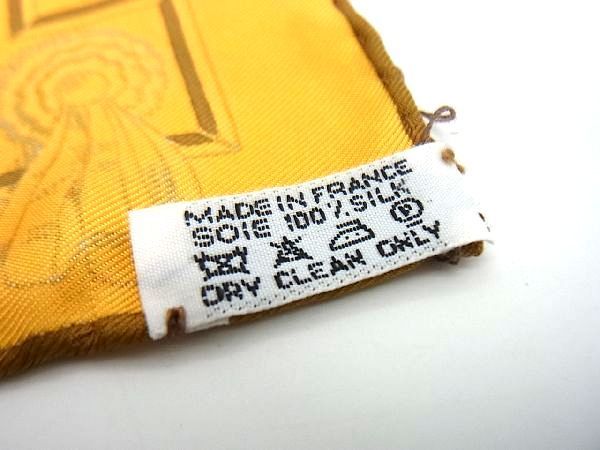 MADE IN FRANCE
SOIE 100% SILK
P
DRY CLEAN ONLY